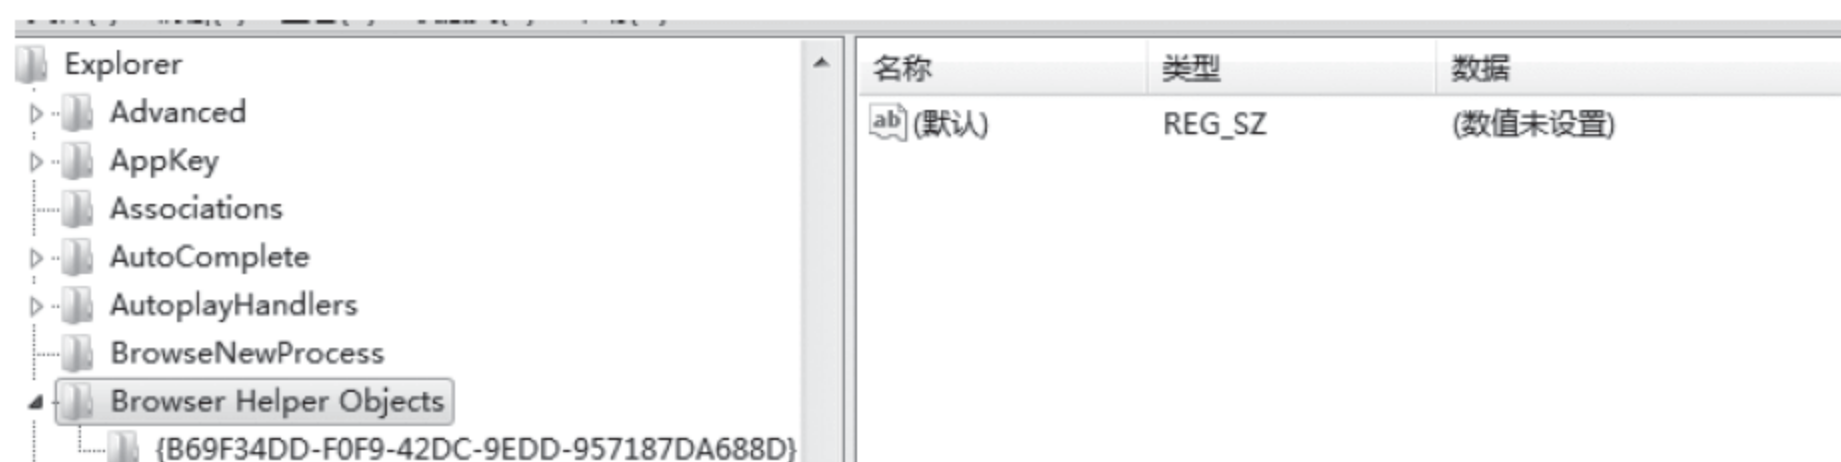 Explorer
Advanced
AppKey
Associations
AutoComplete
AutoplayHandlers
BrowseNewProcess
Browser Helper Objects
{B69F34DD-F0F9-42DC-9EDD-957187DA688D}
名称 类型 数据
ab (默认) REG_SZ (数值未设置)